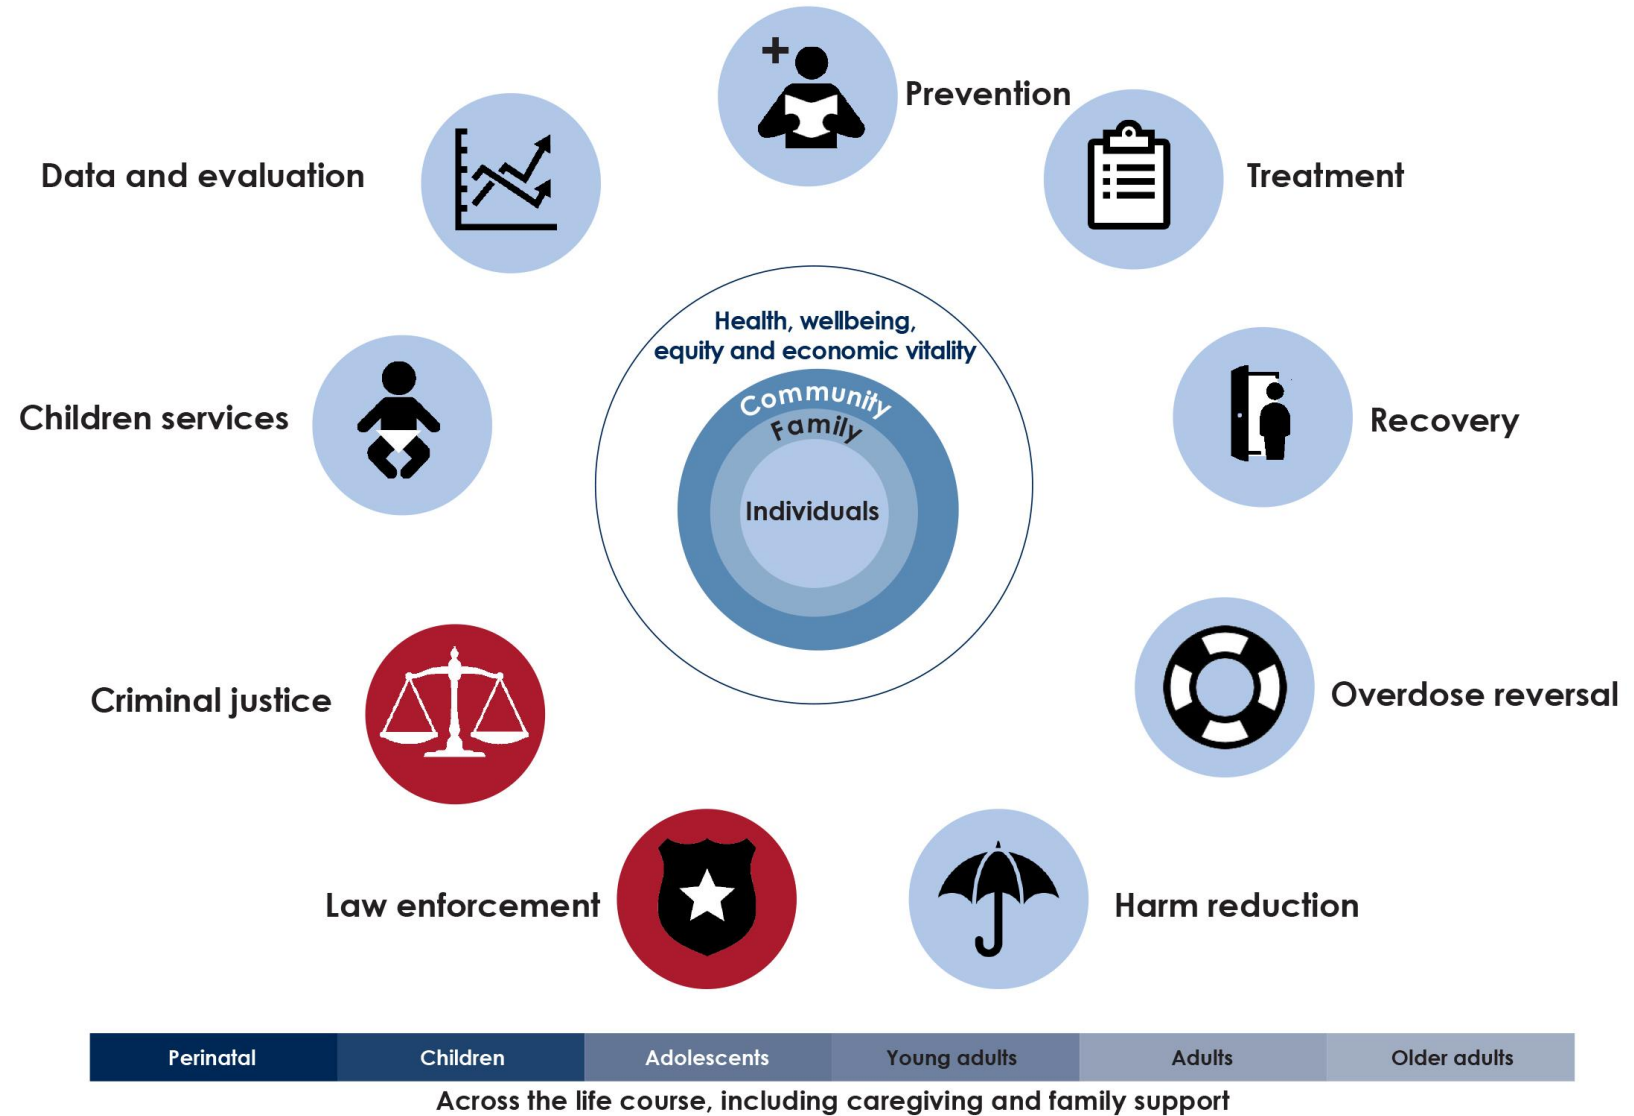 Prevention
Data and evaluation
Treatment
Health, wellbeing,
equity and economic vitality
Community
Family
Individuals
Children services
Recovery
Criminal justice
Overdose reversal
Law enforcement
Harm reduction
Perinatal
Children
Adolescents
Young adults
Adults
Older adults
Across the life course, including caregiving and family support